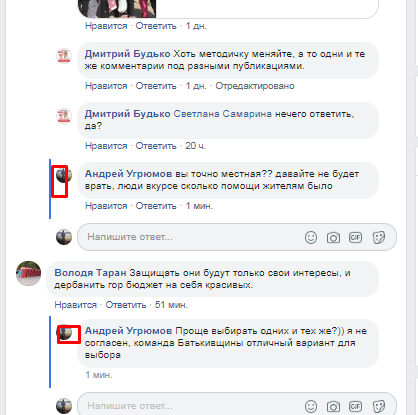 Нравится · Ответить · 1 дн.
Дмитрий Будько Хоть методичку меняйте, а то одни и те
же комментарии под разными публикациями.
Нравится · Ответить · 1 дн. · Отредактировано
Дмитрий Будько Светлана Самарина нечего ответить,
да?
Нравится · Ответить · 20 ч.
Андрей Угрюмов вы точно местная?? давайте не будет
врать, люди вкурсе сколько помощи жителям было
Нравится · Ответить · 1 мин.
Напишите ответ...
GIF
Володя Таран Защищать они будут только свои интересы, и
дербанить гор бюджет на себя красивых.
Нравится · Ответить · 51 мин.
Андрей Угрюмов Проще выбирать одних и тех же?)) я не
согласен, команда Батькивщины отличный вариант для
выбора
1 мин.
Напишите ответ...
GIF